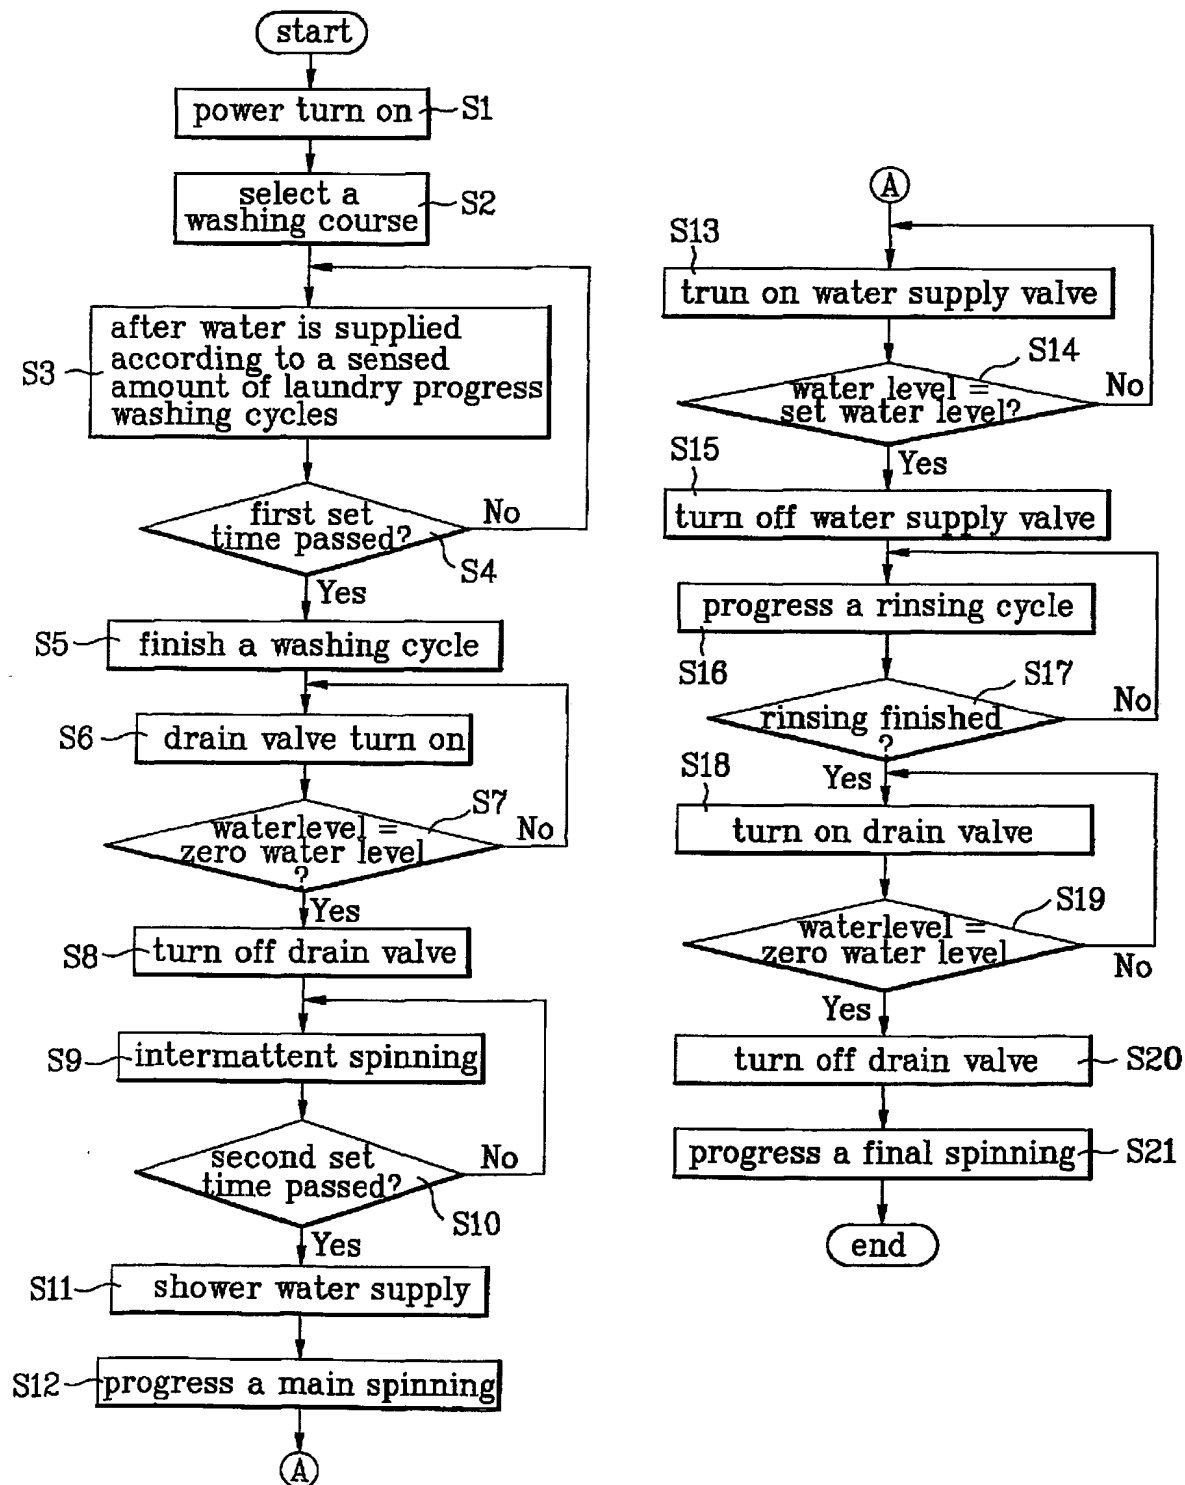 start
power turn on
S1
select a
washing course
S2
after water is supplied
according to a sensed
amount of laundry progress
washing cycles
S3
first set
time passed?
No
S4
Yes
S5
finish a washing cycle
S6
drain valve turn on
S7
waterlevel =
zero water level
?
No
Yes
S8
turn off drain valve
S9
intermattent spinning
second set
time passed?
No
S10
Yes
S11
shower water supply
S12
progress a main spinning
A
A
S13
trun on water supply valve
S14
water level =
set water level?
No
Yes
S15
turn off water supply valve
progress a rinsing cycle
S16
S17
rinsing finished
?
No
Yes
S18
turn on drain valve
S19
waterlevel =
zero water level
No
Yes
turn off drain valve
S20
progress a final spinning
S21
end